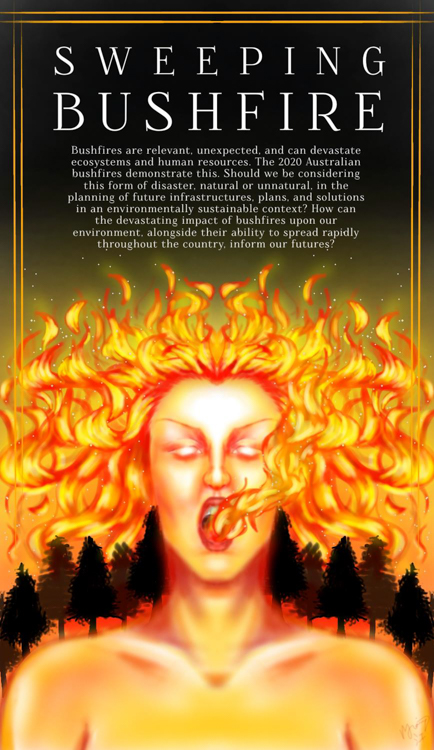 SWEEPING
BUSHFIRE
Bushfires are relevant, unexpected, and can devastate
ecosystems and human resources. The 2020 Australian
bushfires demonstrate this. Should we be considering
this form of disaster, natural or unnatural, in the
planning of future infrastructures, plans, and solutions
in an environmentally sustainable context? How can
the devastating impact of bushfires upon our
environment, alongside their ability to spread rapidly
throughout the country, inform our futures?